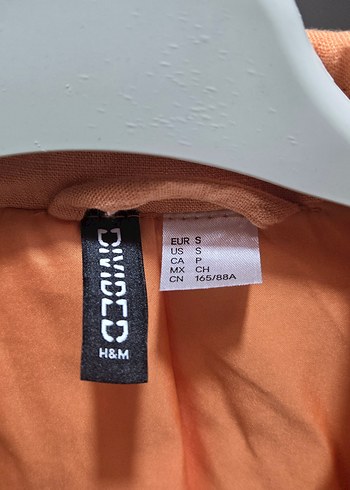 DIVIDED
H&M
EUR S
US S
CA P
MX CH
CN 165/88A